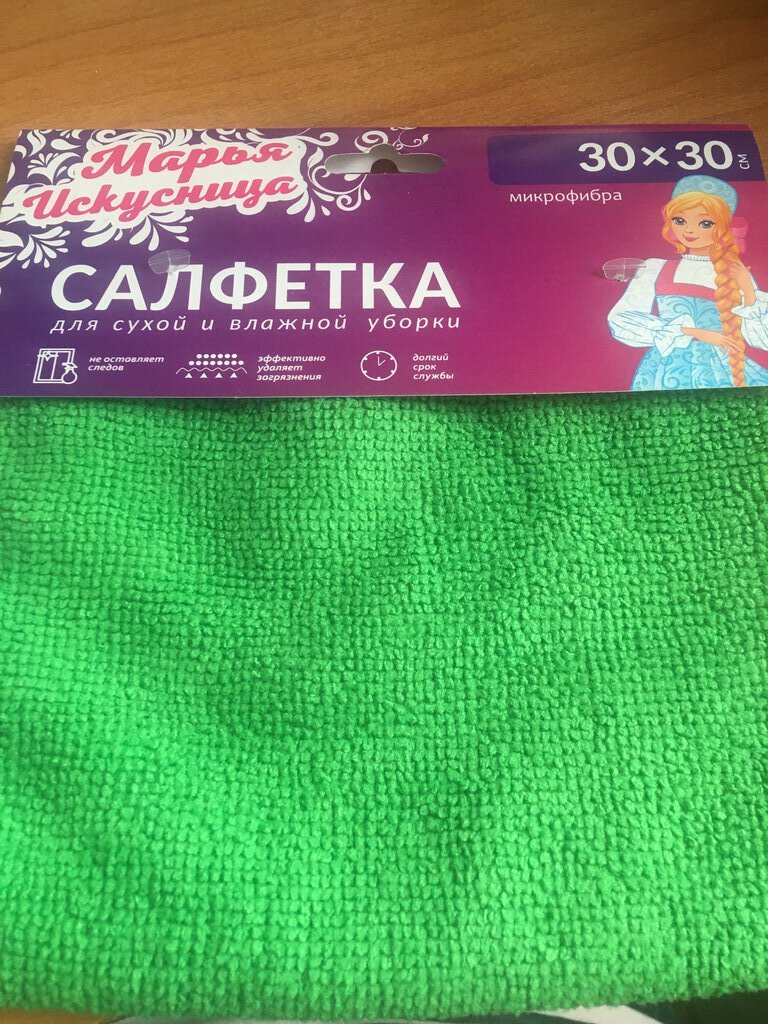 Марья
Искусница
30×30 см
микрофибра
САЛФЕТКА
для сухой и влажной уборки
не оставляет
следов
эффективно
удаляет
загрязнения
долгий
срок
службы